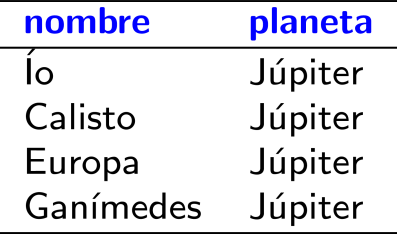 nombre planeta
Ío Júpiter
Calisto Júpiter
Europa Júpiter
Ganímedes Júpiter